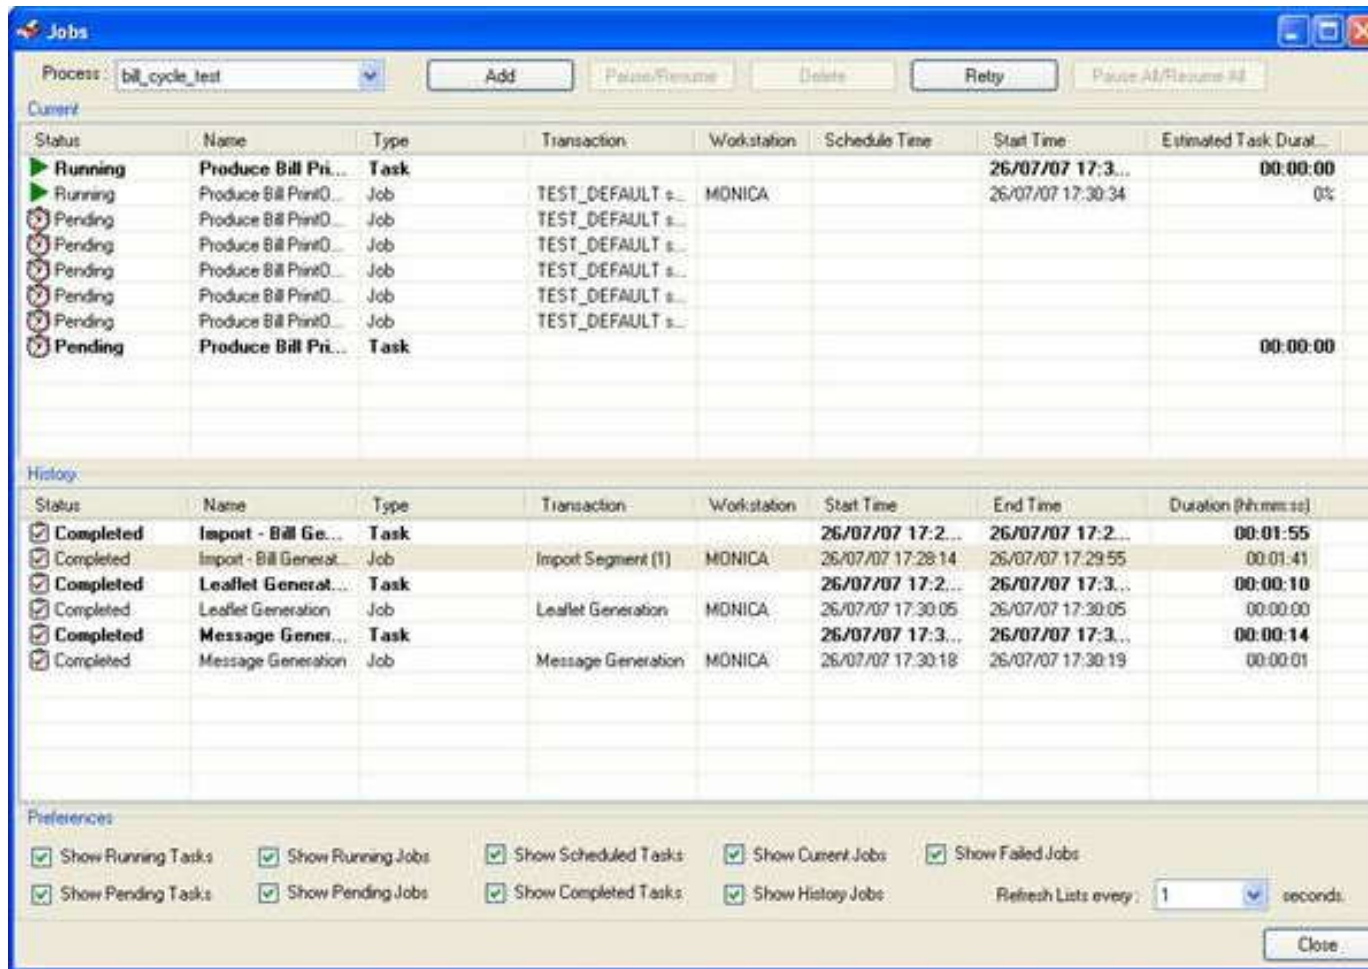 Jobs
Process : bill_cycle_test Add Pause/Resume Delete Retry Pause All/Resume All
Current
Status Name Type Transaction Workstation Schedule Time Start Time Estimated Task Durat...
Running Produce Bill Pri... Task 26/07/07 17:3... 00:00:00
Running Produce Bill PrintO... Job TEST_DEFAULT s... MONICA 26/07/07 17:30:34 0%
Pending Produce Bill PrintO... Job TEST_DEFAULT s...
Pending Produce Bill PrintO... Job TEST_DEFAULT s...
Pending Produce Bill PrintO... Job TEST_DEFAULT s...
Pending Produce Bill PrintO... Job TEST_DEFAULT s...
Pending Produce Bill PrintO... Job TEST_DEFAULT s...
Pending Produce Bill Pri... Task 00:00:00
History
Status Name Type Transaction Workstation Start Time End Time Duration (hh:mm:ss)
Completed Import - Bill Ge... Task 26/07/07 17:2... 26/07/07 17:2... 00:01:55
Completed Import - Bill Generat... Job Import Segment (1) MONICA 26/07/07 17:28:14 26/07/07 17:29:55 00:01:41
Completed Leaflet Generat... Task 26/07/07 17:2... 26/07/07 17:3... 00:00:10
Completed Leaflet Generation Job Leaflet Generation MONICA 26/07/07 17:30:05 26/07/07 17:30:05 00:00:00
Completed Message Gener... Task 26/07/07 17:3... 26/07/07 17:3... 00:00:14
Completed Message Generation Job Message Generation MONICA 26/07/07 17:30:18 26/07/07 17:30:19 00:00:01
Preferences
Show Running Tasks Show Running Jobs Show Scheduled Tasks Show Current Jobs Show Failed Jobs
Show Pending Tasks Show Pending Jobs Show Completed Tasks Show History Jobs Refresh Lists every : 1 seconds.
Close